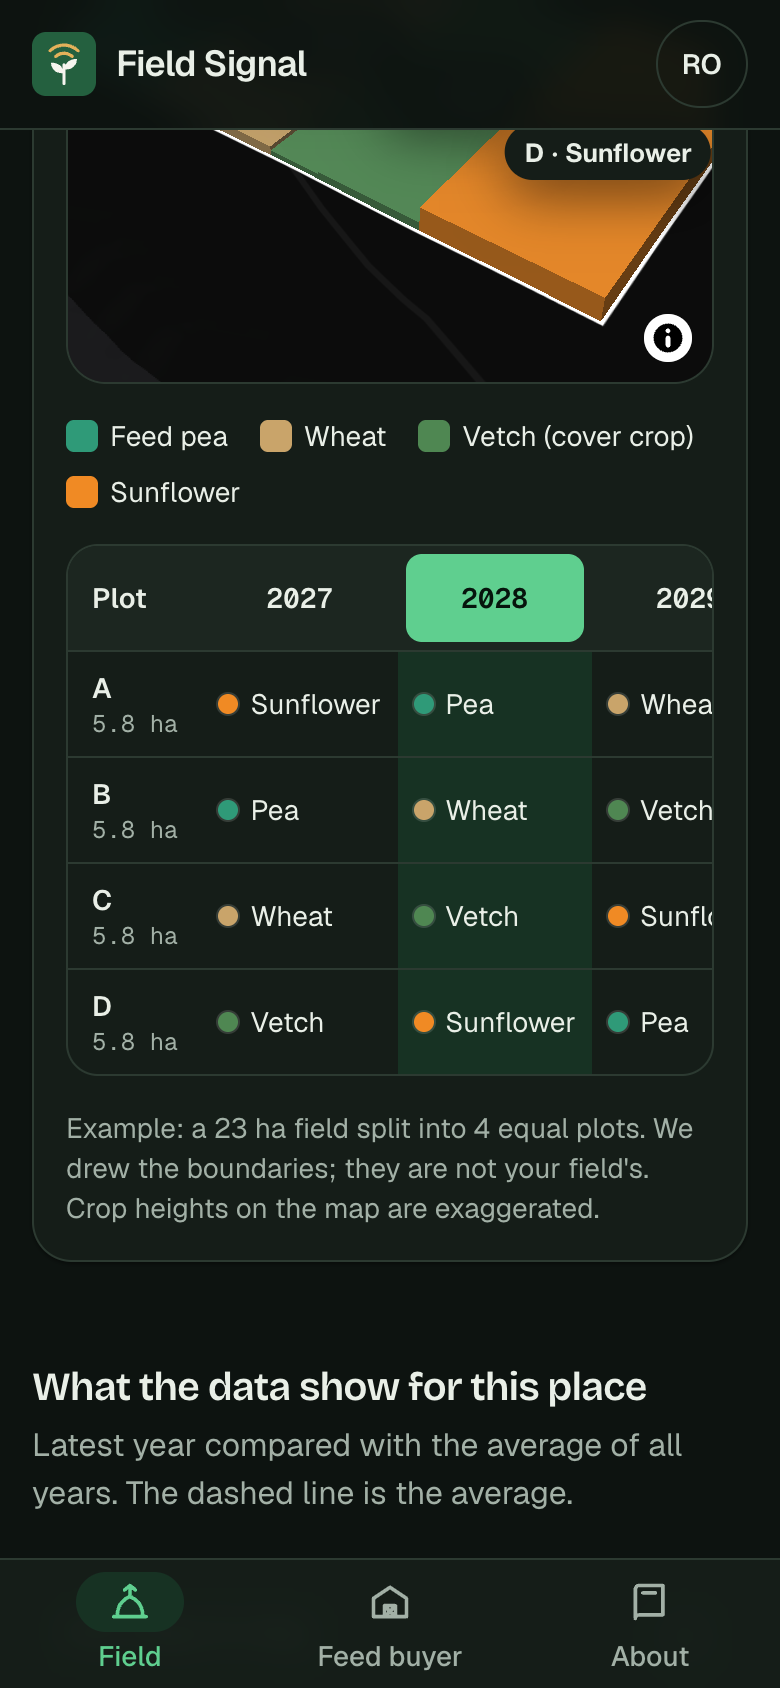 Field Signal
RO
D · Sunflower
Feed pea Wheat Vetch (cover crop)
Sunflower
Plot 2027 2028 2029
A Sunflower Pea Whea
5.8 ha
B Pea Wheat Vetch
5.8 ha
C Wheat Vetch Sunflo
5.8 ha
D Vetch Sunflower Pea
5.8 ha
Example: a 23 ha field split into 4 equal plots. We
drew the boundaries; they are not your field's.
Crop heights on the map are exaggerated.
What the data show for this place
Latest year compared with the average of all
years. The dashed line is the average.
Field Feed buyer About